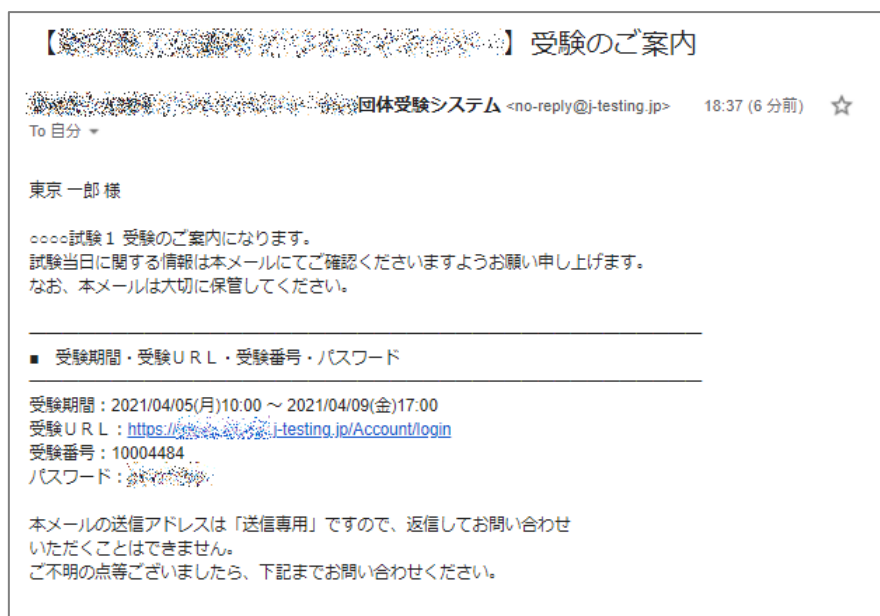 【】受験のご案内
団体受験システム <no-reply@j-testing.jp> 18:37 (6 分前) ☆
To 自分
東京 一郎 様
○○○○試験１ 受験のご案内になります。
試験当日に関する情報は本メールにてご確認くださいますようお願い申し上げます。
なお、本メールは大切に保管してください。
■ 受験期間・受験ＵＲＬ・受験番号・パスワード
受験期間：2021/04/05(月)10:00 ～ 2021/04/09(金)17:00
受験ＵＲＬ：https://j-testing.jp/Account/login
受験番号：10004484
パスワード：
本メールの送信アドレスは「送信専用」ですので、返信してお問い合わせ
いただくことはできません。
ご不明の点等ございましたら、下記までお問い合わせください。